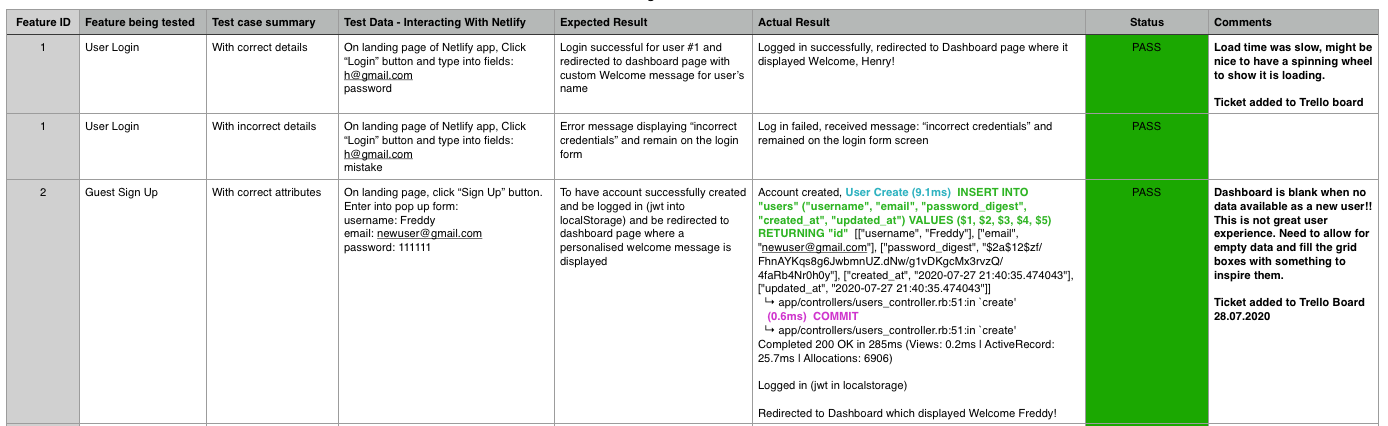 Feature ID
Feature being tested
Test case summary
Test Data - Interacting With Netlify
Expected Result
Actual Result
Status
Comments
1
User Login
With correct details
On landing page of Netlify app, Click
“Login” button and type into fields:
h@gmail.com
password
Login successful for user #1 and
redirected to dashboard page with
custom Welcome message for user’s
name
Logged in successfully, redirected to Dashboard page where it
displayed Welcome, Henry!
PASS
Load time was slow, might be
nice to have a spinning wheel
to show it is loading.
Ticket added to Trello board
1
User Login
With incorrect details
On landing page of Netlify app, Click
“Login” button and type into fields:
h@gmail.com
mistake
Error message displaying “incorrect
credentials” and remain on the login
form
Log in failed, received message: “incorrect credentials” and
remained on the login form screen
PASS
2
Guest Sign Up
With correct attributes
On landing page, click “Sign Up” button.
Enter into pop up form:
username: Freddy
email: newuser@gmail.com
password: 111111
To have account successfully created
and be logged in (jwt into
localStorage) and be redirected to
dashboard page where a
personalised welcome message is
displayed
Account created, User Create (9.1ms)  INSERT INTO
"users" ("username", "email", "password_digest",
"created_at", "updated_at") VALUES ($1, $2, $3, $4, $5)
RETURNING "id"  [["username", "Freddy"], ["email",
"newuser@gmail.com"], ["password_digest", "$2a$12$zf/
FhnAYKqs8g6JwbmnUZ.dNw/g1vDKgcMx3rvzQ/
4faRb4Nr0h0y"], ["created_at", "2020-07-27 21:40:35.474043"],
["updated_at", "2020-07-27 21:40:35.474043"]]
↳ app/controllers/users_controller.rb:51:in `create'
(0.6ms)  COMMIT
↳ app/controllers/users_controller.rb:51:in `create'
Completed 200 OK in 285ms (Views: 0.2ms | ActiveRecord:
25.7ms | Allocations: 6906)
Logged in (jwt in localstorage)
Redirected to Dashboard which displayed Welcome Freddy!
PASS
Dashboard is blank when no
data available as a new user!!
This is not great user
experience. Need to allow for
empty data and fill the grid
boxes with something to
inspire them.
Ticket added to Trello Board
28.07.2020